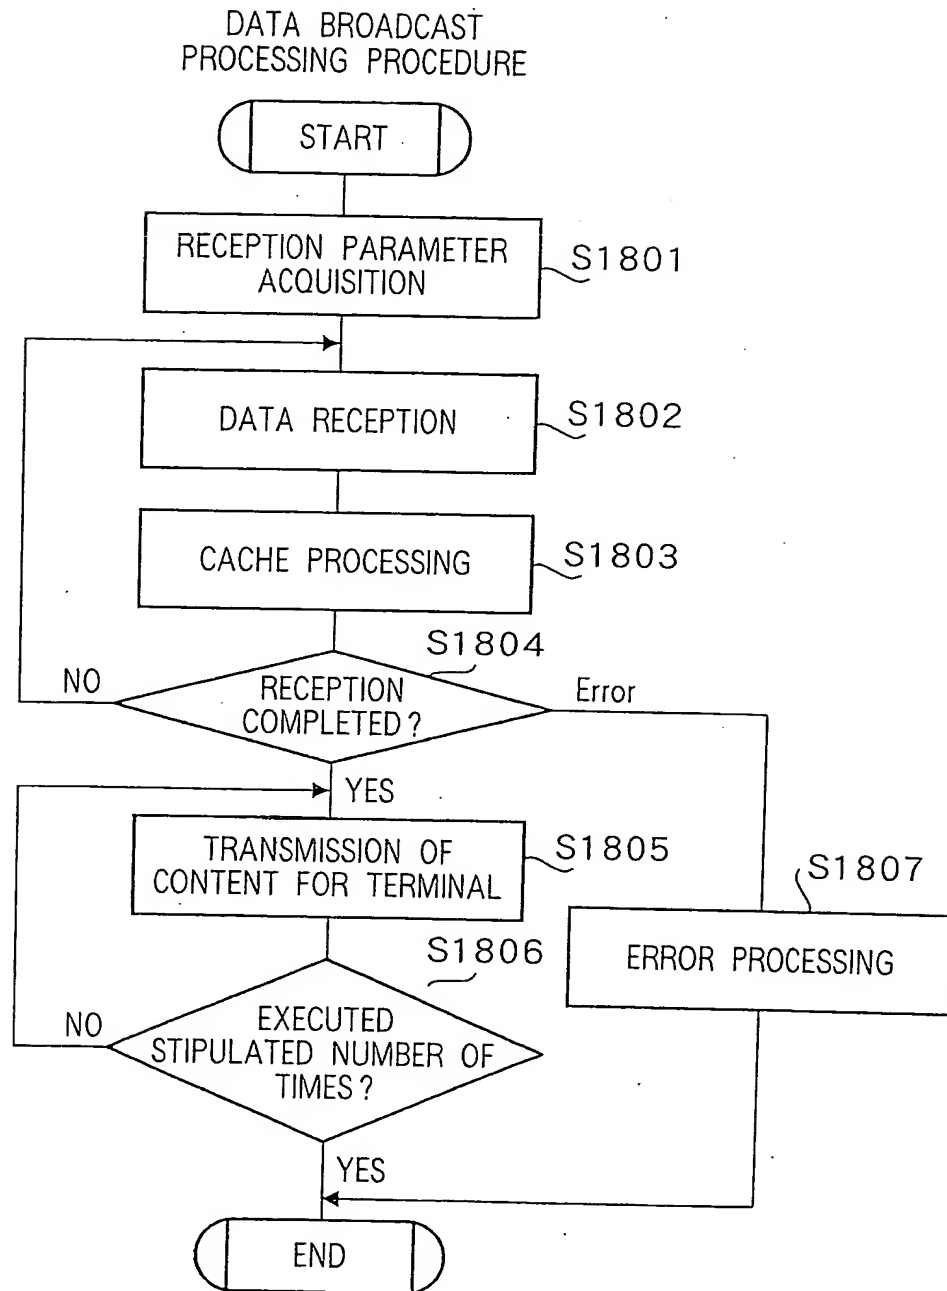 DATA BROADCAST
PROCESSING PROCEDURE
START
RECEPTION PARAMETER
ACQUISITION
S1801
DATA RECEPTION
S1802
CACHE PROCESSING
S1803
S1804
NO
RECEPTION
COMPLETED?
Error
YES
TRANSMISSION OF
CONTENT FOR TERMINAL
S1805
S1807
ERROR PROCESSING
S1806
NO
EXECUTED
STIPULATED NUMBER OF
TIMES?
YES
END